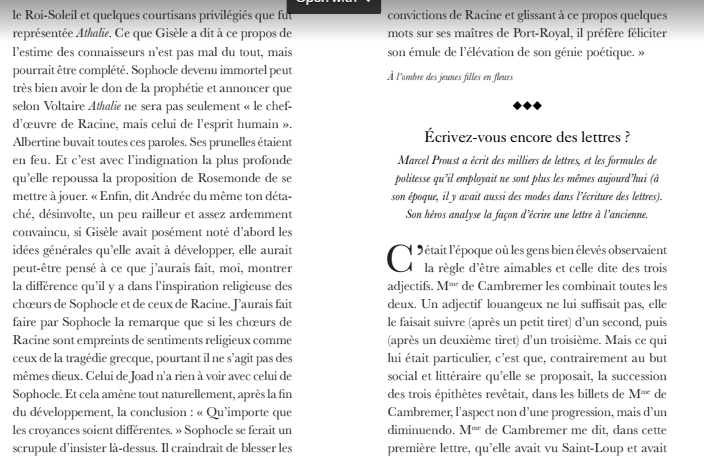 Open with
le Roi-Soleil et quelques courtisans privilégiés que fut
représentée Athalie. Ce que Gisèle a dit à ce propos de
l'estime des connaisseurs n'est pas mal du tout, mais
pourrait être complété. Sophocle devenu immortel peut
très bien avoir le don de la prophétie et annoncer que
selon Voltaire Athalie ne sera pas seulement « le chef-
d'œuvre de Racine, mais celui de l'esprit humain ».
Albertine buvait toutes ces paroles. Ses prunelles étaient
en feu. Et c'est avec l'indignation la plus profonde
qu'elle repoussa la proposition de Rosemonde de se
mettre à jouer. « Enfin, dit Andrée du même ton déta-
ché, désinvolte, un peu railleur et assez ardemment
convaincu, si Gisèle avait posément noté d'abord les
idées générales qu'elle avait à développer, elle aurait
peut-être pensé à ce que j'aurais fait, moi, montrer
la différence qu'il y a dans l'inspiration religieuse des
chœurs de Sophocle et de ceux de Racine. J'aurais fait
faire par Sophocle la remarque que si les chœurs de
Racine sont empreints de sentiments religieux comme
ceux de la tragédie grecque, pourtant il ne s'agit pas des
mêmes dieux. Celui de Joad n'a rien à voir avec celui de
Sophocle. Et cela amène tout naturellement, après la fin
du développement, la conclusion : « Qu'importe que
les croyances soient différentes. » Sophocle se ferait un
scrupule d'insister là-dessus. Il craindrait de blesser les
convictions de Racine et glissant à ce propos quelques
mots sur ses maîtres de Port-Royal, il préfère féliciter
son émule de l'élévation de son génie poétique. »
À l'ombre des jeunes filles en fleurs
◆◆◆
Écrivez-vous encore des lettres ?
Marcel Proust a écrit des milliers de lettres, et les formules de
politesse qu'il employait ne sont plus les mêmes aujourd'hui (à
son époque, il y avait aussi des modes dans l'écriture des lettres).
Son héros analyse la façon d'écrire une lettre à l'ancienne.
C'était l'époque où les gens bien élevés observaient
la règle d'être aimables et celle dite des trois
adjectifs. Mme de Cambremer les combinait toutes les
deux. Un adjectif louangeux ne lui suffisait pas, elle
le faisait suivre (après un petit tiret) d'un second, puis
(après un deuxième tiret) d'un troisième. Mais ce qui
lui était particulier, c'est que, contrairement au but
social et littéraire qu'elle se proposait, la succession
des trois épithètes revêtait, dans les billets de Mme de
Cambremer, l'aspect non d'une progression, mais d'un
diminuendo. Mme de Cambremer me dit, dans cette
première lettre, qu'elle avait vu Saint-Loup et avait